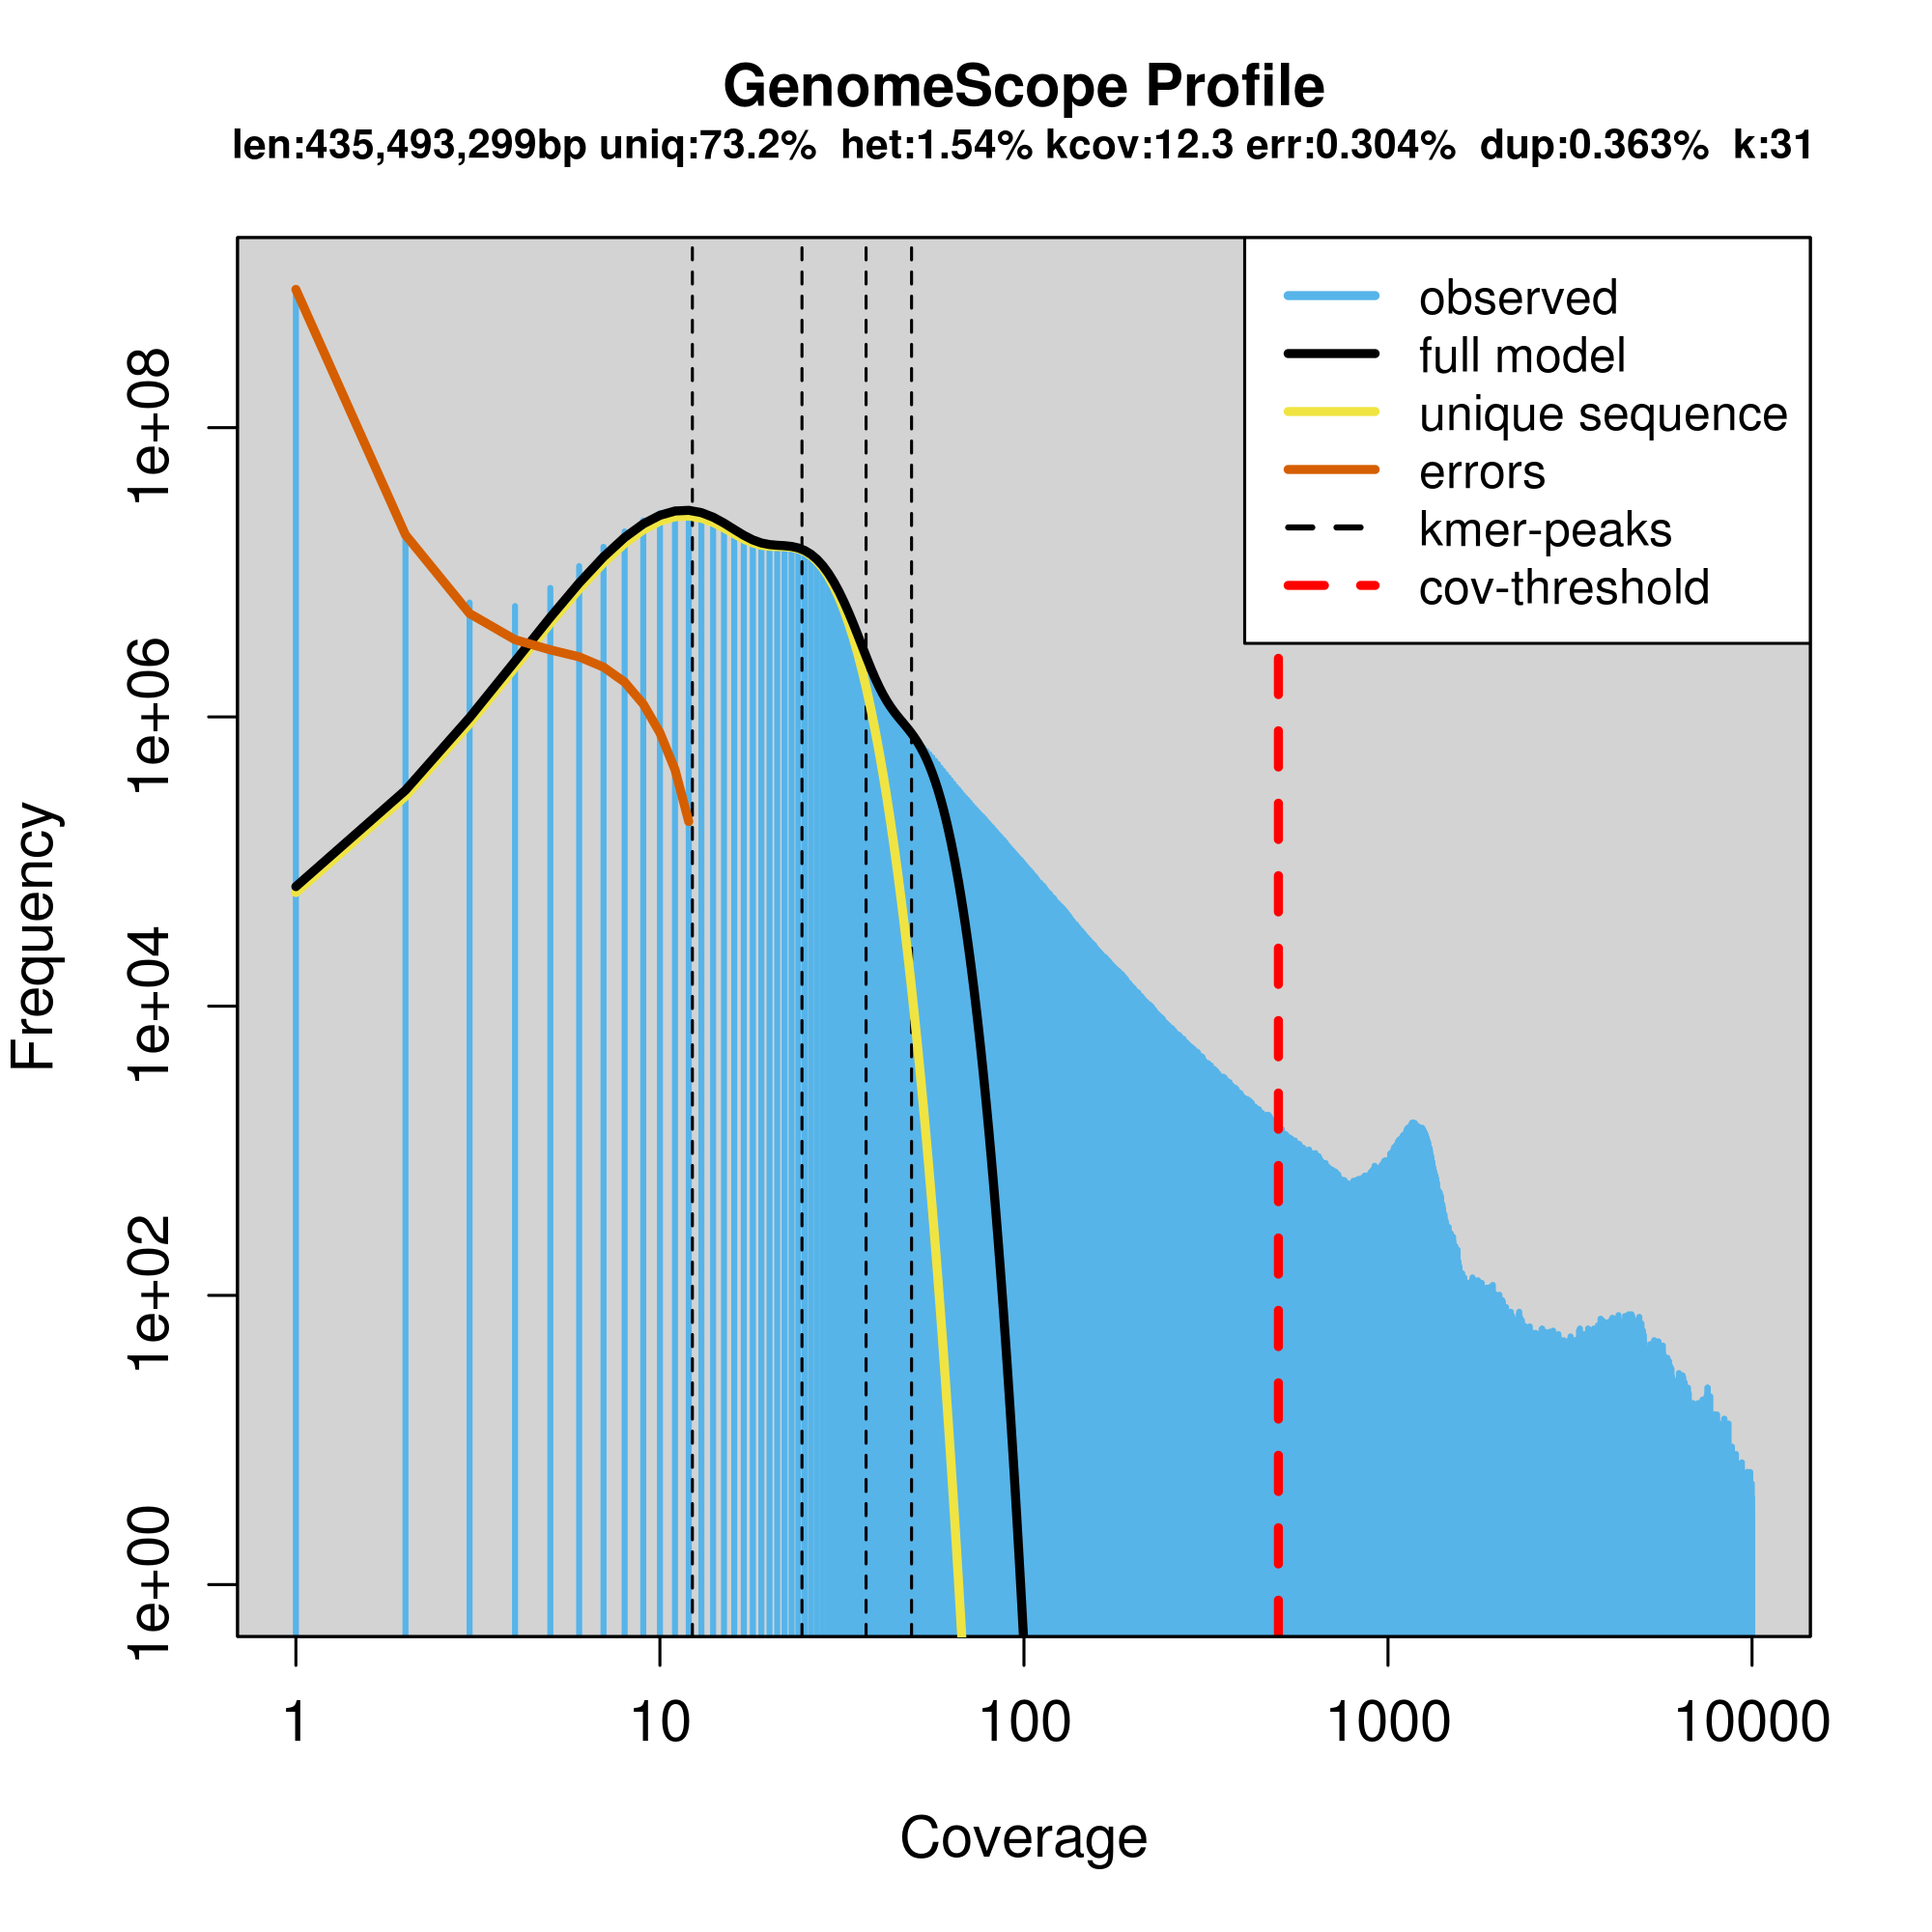 GenomeScope Profile
len:435,493,299bp uniq:73.2% het:1.54% kcov:12.3 err:0.304% dup:0.363% k:31
observed
full model
unique sequence
errors
kmer-peaks
cov-threshold
Frequency
1e+08
1e+06
1e+04
1e+02
1e+00
1 10 100 1000 10000
Coverage